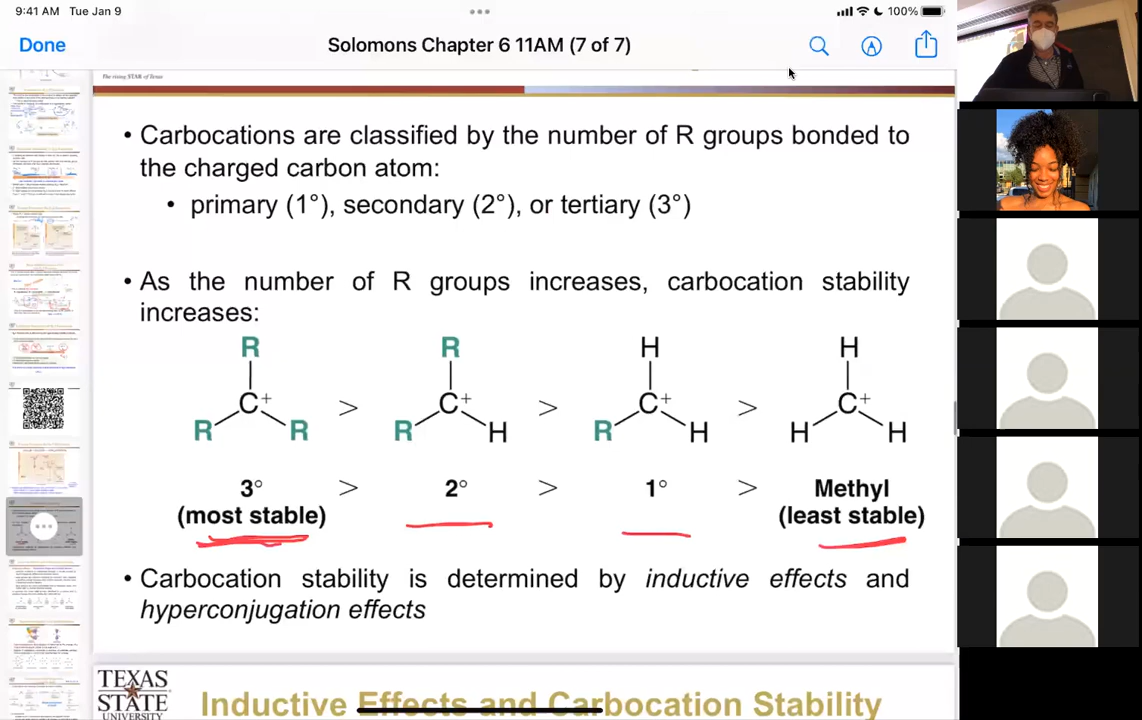 9:41 AM Tue Jan 9
100%
Done
Solomons Chapter 6 11AM (7 of 7)
The rising STAR of Texas
• Carbocations are classified by the number of R groups bonded to
the charged carbon atom:
• primary (1°), secondary (2°), or tertiary (3°)
• As the number of R groups increases, carbocation stability
increases:
R R H H
C+ > C+ > C+ > C+
R R R H R H H H
3° > 2° > 1° > Methyl
(most stable) (least stable)
• Carbocation stability is determined by inductive effects and
hyperconjugation effects
TEXAS
STATE
UNIVERSITY
Inductive Effects and Carbocation Stability